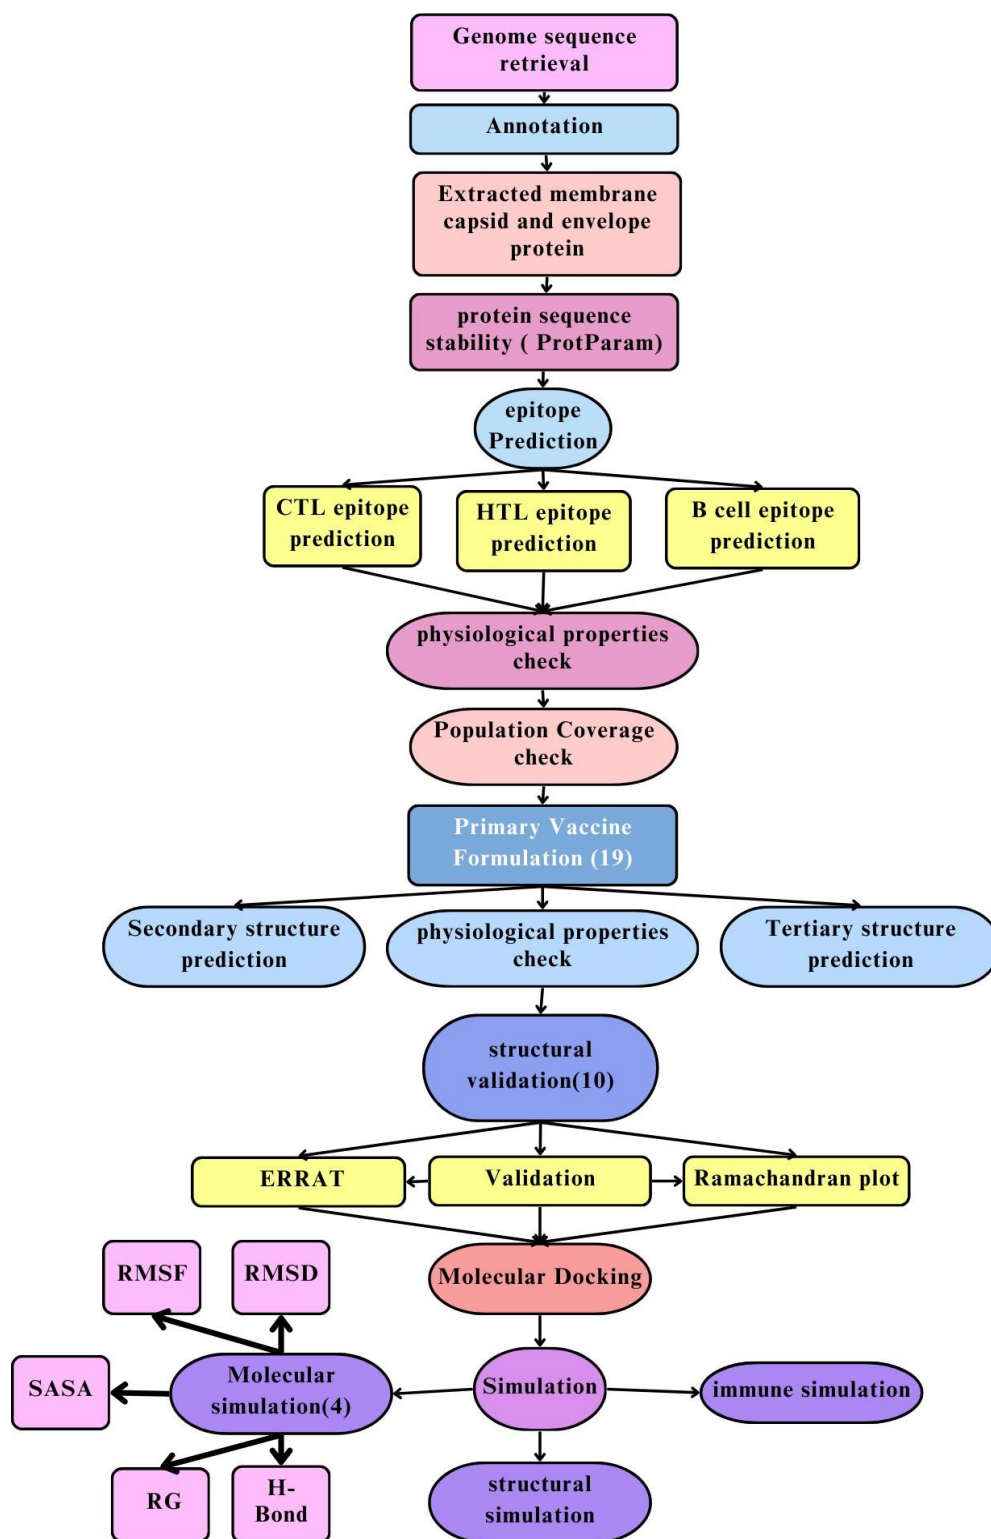 Genome sequence
retrieval
Annotation
Extracted membrane
capsid and envelope
protein
protein sequence
stability ( ProtParam)
epitope
Prediction
CTL epitope
prediction
HTL epitope
prediction
B cell epitope
prediction
physiological properties
check
Population Coverage
check
Primary Vaccine
Formulation (19)
Secondary structure
prediction
physiological properties
check
Tertiary structure
prediction
structural
validation(10)
ERRAT
Validation
Ramachandran plot
Molecular Docking
RMSF
RMSD
SASA
Molecular
simulation(4)
Simulation
immune simulation
RG
H-
Bond
structural
simulation